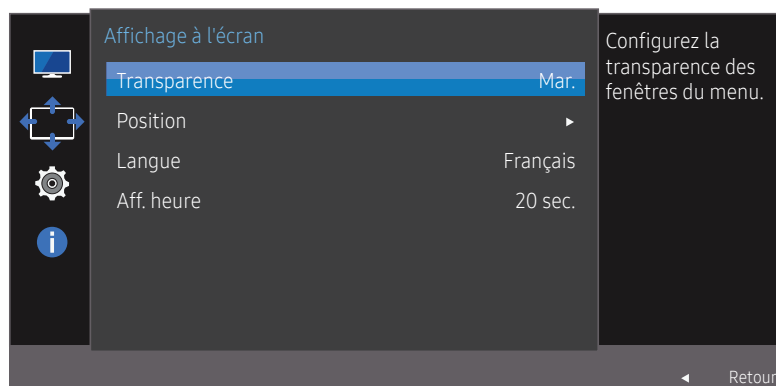 Affichage à l'écran
Transparence Mar.
Position ▸
Langue Français
Aff. heure 20 sec.
Configurez la
transparence des
fenêtres du menu.
◂ Retour